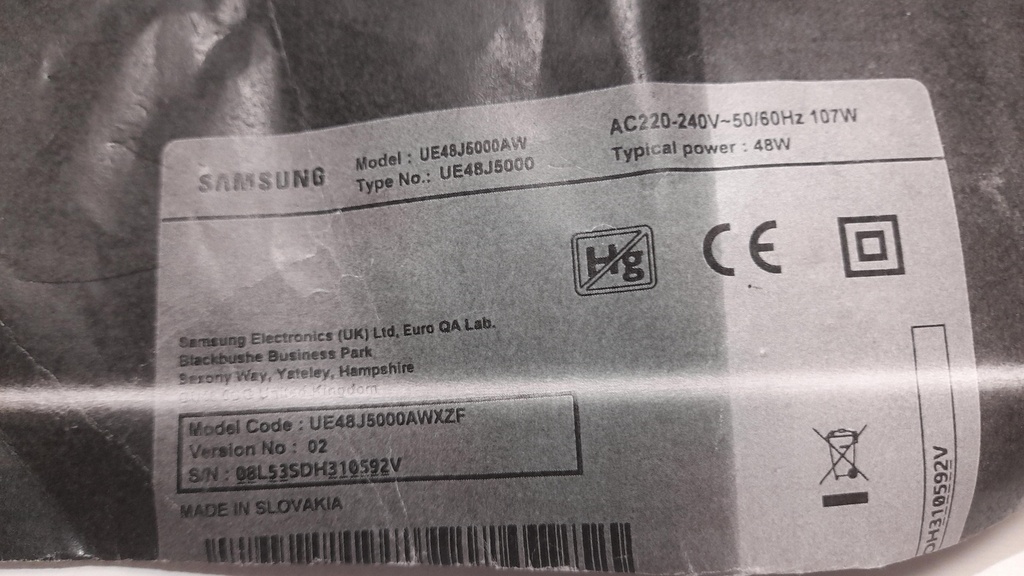 SAMSUNG
Model : UE48J5000AW
Type No.: UE48J5000
AC220-240V~50/60Hz 107W
Typical power : 48W
Hg
CE
Samsung Electronics (UK) Ltd, Euro QA Lab.
Blackbushe Business Park
Saxony Way, Yateley, Hampshire
Kingdom
Model Code : UE48J5000AWXZF
Version No : 02
S/N : 08L53SDH310592V
MADE IN SLOVAKIA
DH310592V